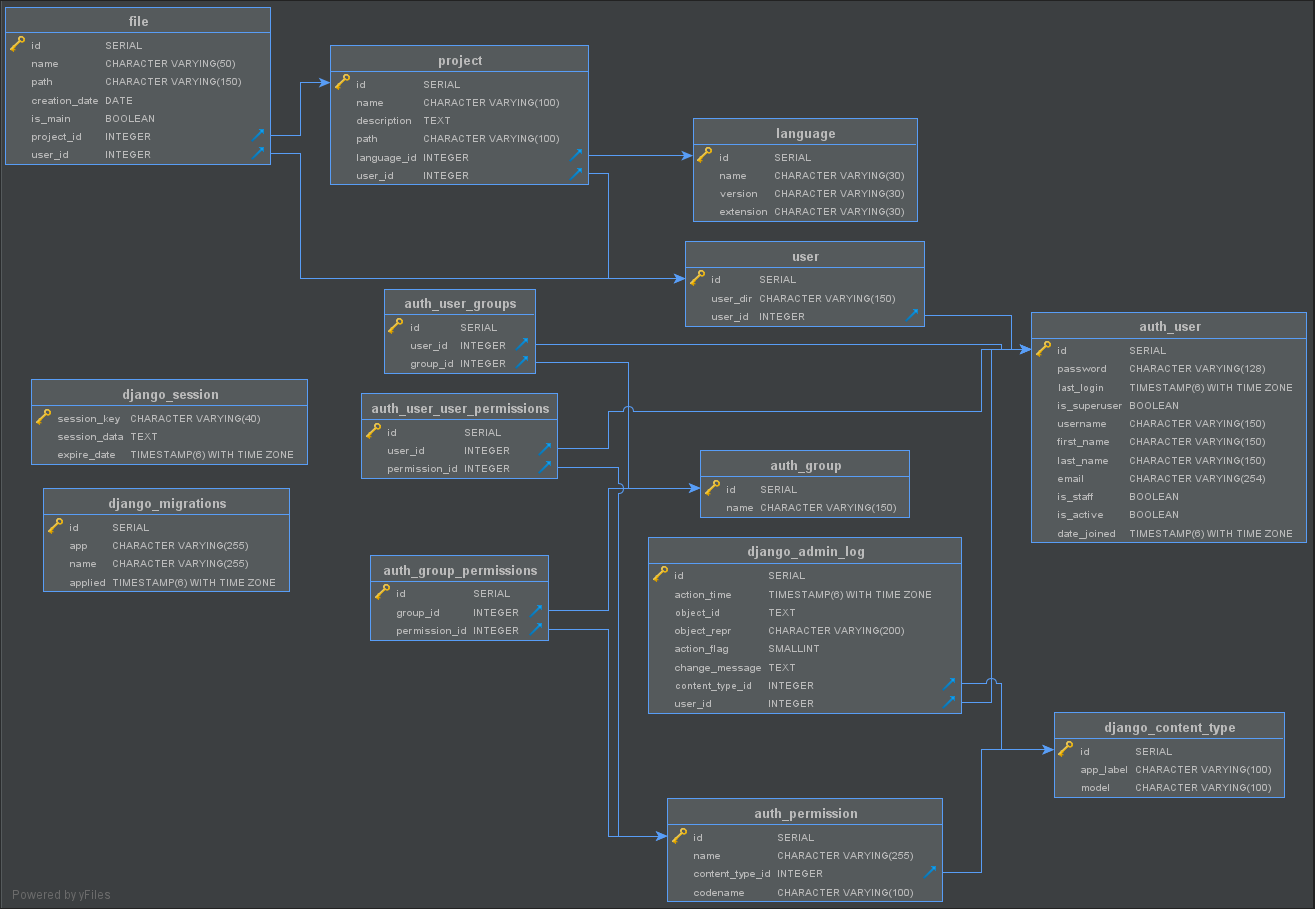 file
id SERIAL
name CHARACTER VARYING(50)
path CHARACTER VARYING(150)
creation_date DATE
is_main BOOLEAN
project_id INTEGER
user_id INTEGER
project
id SERIAL
name CHARACTER VARYING(100)
description TEXT
path CHARACTER VARYING(100)
language_id INTEGER
user_id INTEGER
language
id SERIAL
name CHARACTER VARYING(30)
version CHARACTER VARYING(30)
extension CHARACTER VARYING(30)
user
id SERIAL
user_dir CHARACTER VARYING(150)
user_id INTEGER
auth_user_groups
id SERIAL
user_id INTEGER
group_id INTEGER
auth_user
id SERIAL
password CHARACTER VARYING(128)
last_login TIMESTAMP(6) WITH TIME ZONE
is_superuser BOOLEAN
username CHARACTER VARYING(150)
first_name CHARACTER VARYING(150)
last_name CHARACTER VARYING(150)
email CHARACTER VARYING(254)
is_staff BOOLEAN
is_active BOOLEAN
date_joined TIMESTAMP(6) WITH TIME ZONE
django_session
session_key CHARACTER VARYING(40)
session_data TEXT
expire_date TIMESTAMP(6) WITH TIME ZONE
auth_user_user_permissions
id SERIAL
user_id INTEGER
permission_id INTEGER
auth_group
id SERIAL
name CHARACTER VARYING(150)
django_migrations
id SERIAL
app CHARACTER VARYING(255)
name CHARACTER VARYING(255)
applied TIMESTAMP(6) WITH TIME ZONE
auth_group_permissions
id SERIAL
group_id INTEGER
permission_id INTEGER
django_admin_log
id SERIAL
action_time TIMESTAMP(6) WITH TIME ZONE
object_id TEXT
object_repr CHARACTER VARYING(200)
action_flag SMALLINT
change_message TEXT
content_type_id INTEGER
user_id INTEGER
django_content_type
id SERIAL
app_label CHARACTER VARYING(100)
model CHARACTER VARYING(100)
auth_permission
id SERIAL
name CHARACTER VARYING(255)
content_type_id INTEGER
codename CHARACTER VARYING(100)
Powered by yFiles